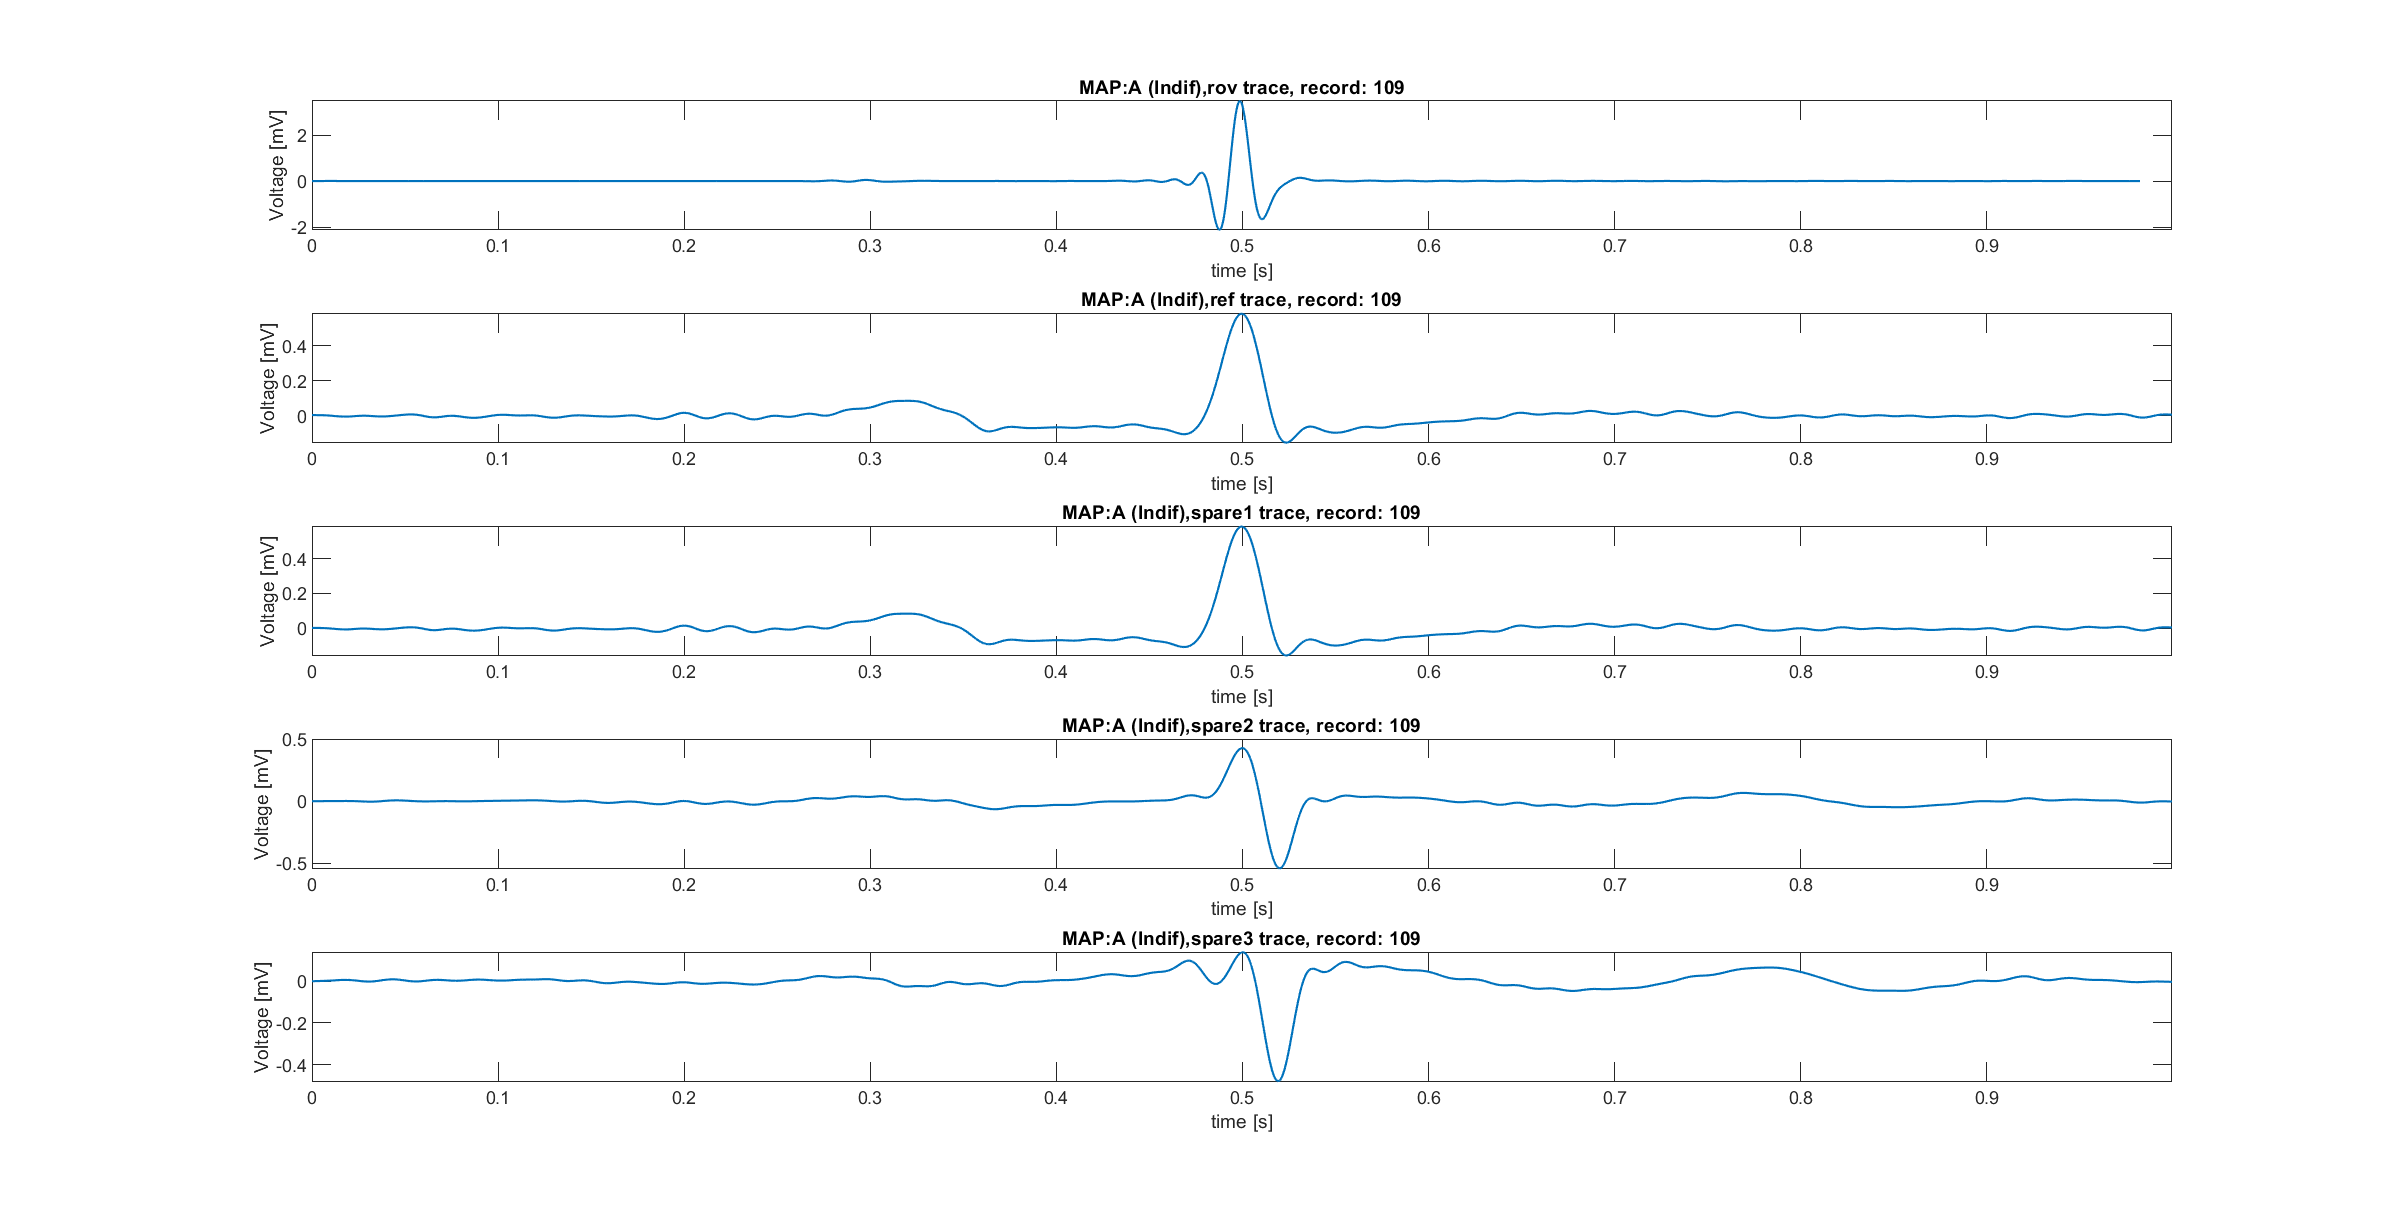 MAP:A (Indif),rov trace, record: 109
Voltage [mV]
2
0
-2
0 0.1 0.2 0.3 0.4 0.5 0.6 0.7 0.8 0.9
time [s]
MAP:A (Indif),ref trace, record: 109
Voltage [mV]
0.4
0.2
0
0 0.1 0.2 0.3 0.4 0.5 0.6 0.7 0.8 0.9
time [s]
MAP:A (Indif),spare1 trace, record: 109
Voltage [mV]
0.4
0.2
0
0 0.1 0.2 0.3 0.4 0.5 0.6 0.7 0.8 0.9
time [s]
MAP:A (Indif),spare2 trace, record: 109
Voltage [mV]
0.5
0
-0.5
0 0.1 0.2 0.3 0.4 0.5 0.6 0.7 0.8 0.9
time [s]
MAP:A (Indif),spare3 trace, record: 109
Voltage [mV]
0
-0.2
-0.4
0 0.1 0.2 0.3 0.4 0.5 0.6 0.7 0.8 0.9
time [s]